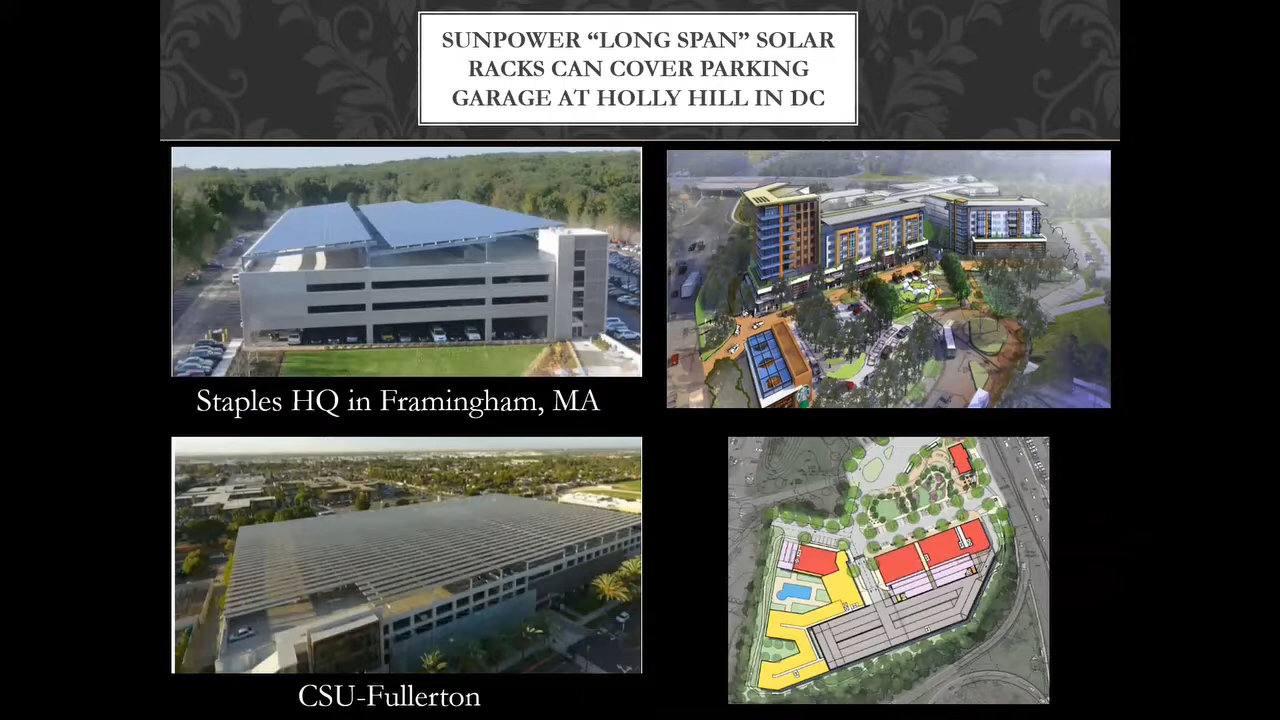 SUNPOWER “LONG SPAN” SOLAR
RACKS CAN COVER PARKING
GARAGE AT HOLLY HILL IN DC
Staples HQ in Framingham, MA
CSU-Fullerton